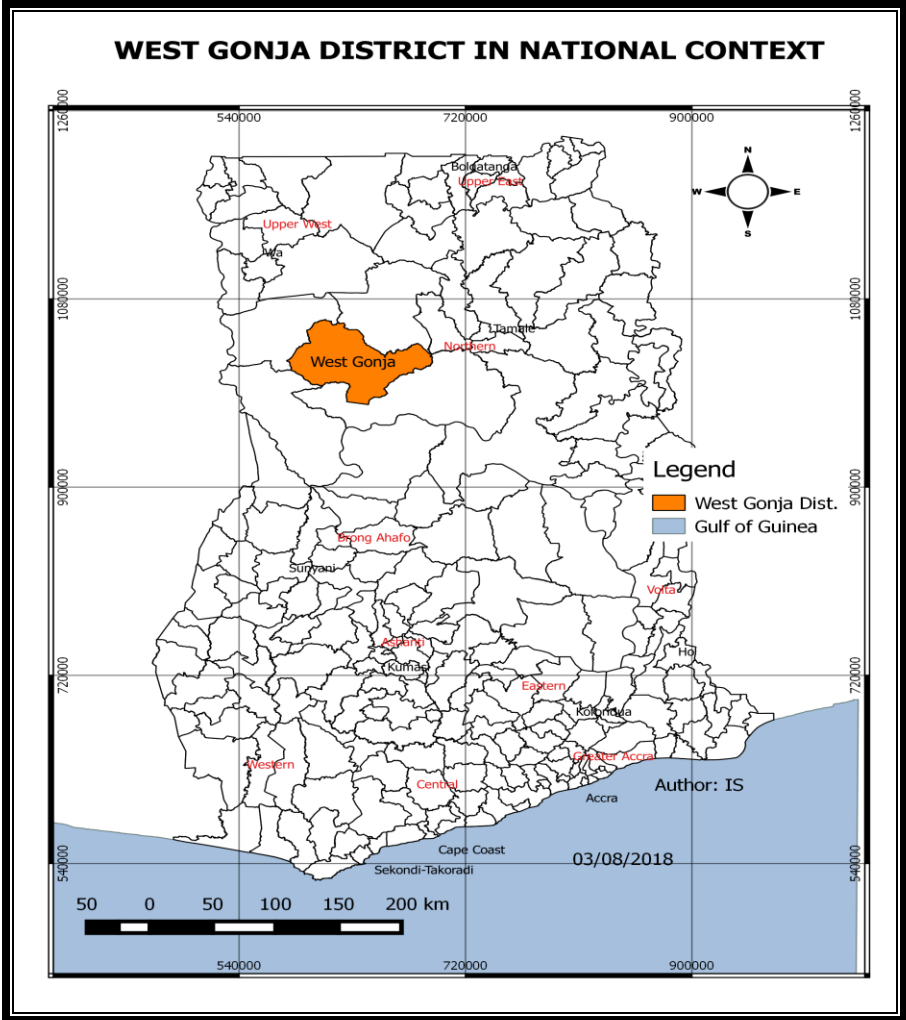 WEST GONJA DISTRICT IN NATIONAL CONTEXT
540000
720000
900000
1260000
1260000
N
W
E
S
Bolgatanga
Upper East
Upper West
Wa
1080000
1080000
Tamale
Northern
West Gonja
Legend
West Gonja Dist.
Gulf of Guinea
900000
900000
Brong Ahafo
Sunyani
Volta
Ashanti
Kumasi
Ho
720000
720000
Eastern
Koforidua
Western
Greater Accra
Central
Author: IS
Accra
Cape Coast
03/08/2018
Sekondi-Takoradi
540000
540000
50 0 50 100 150 200 km
540000
720000
900000